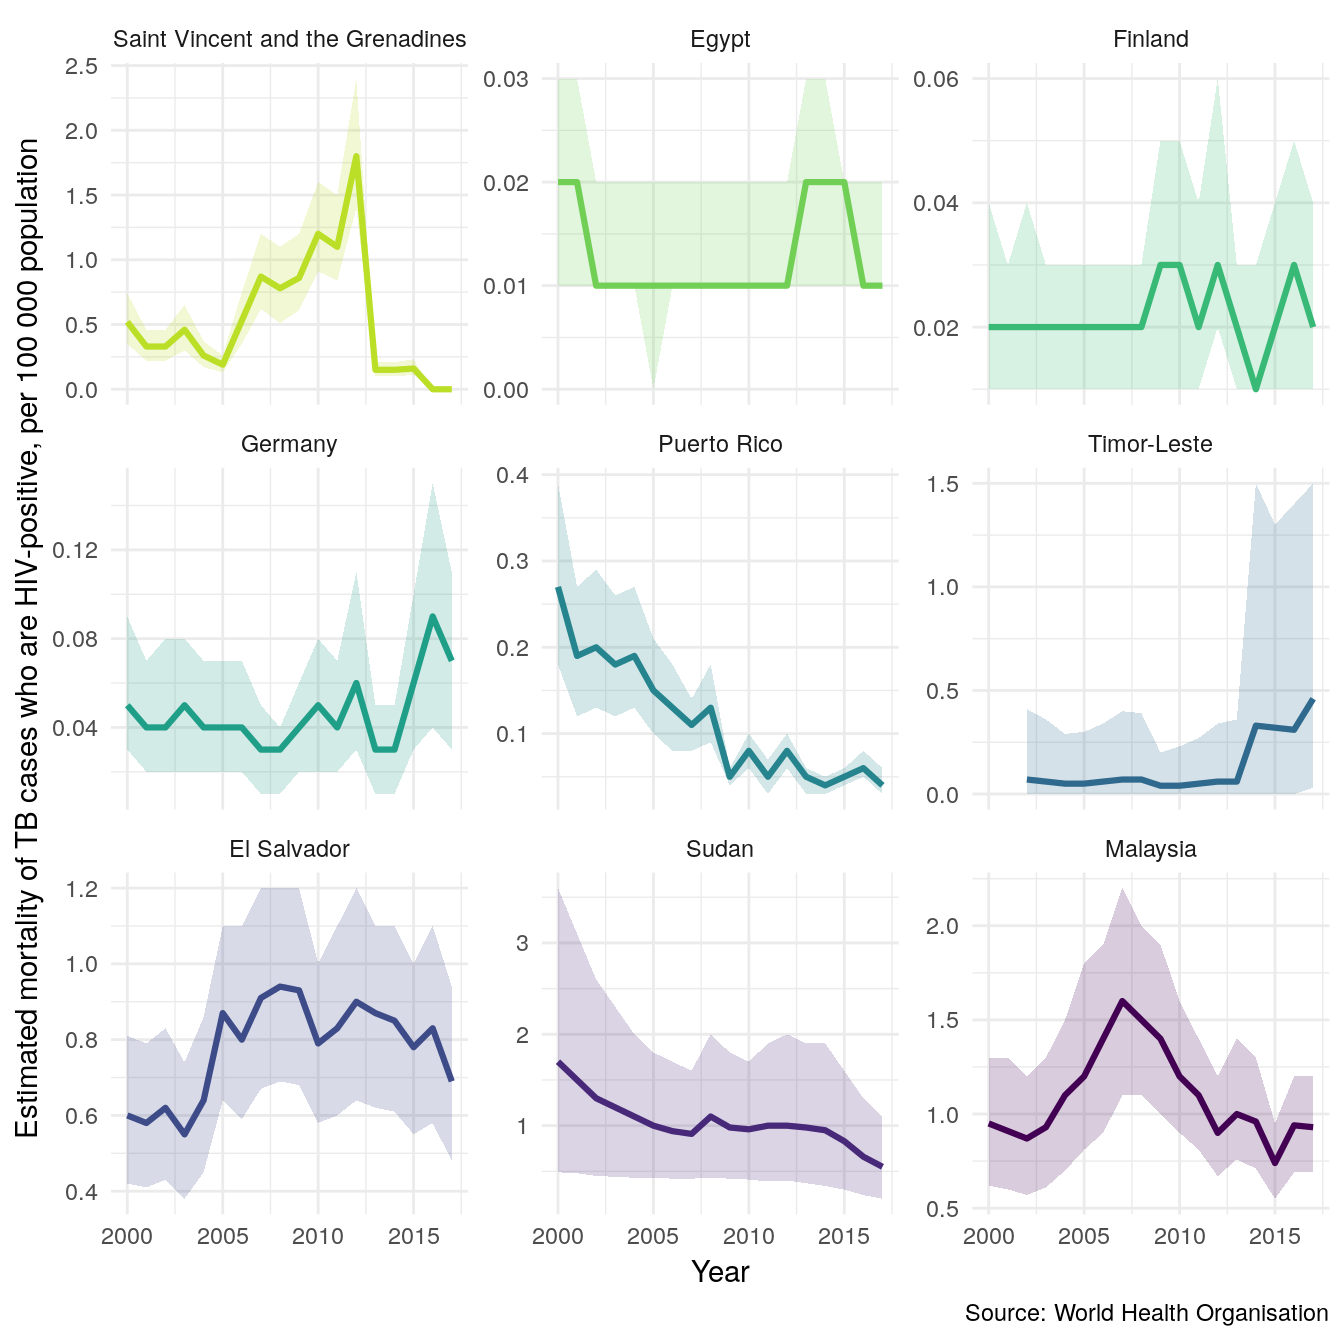 Saint Vincent and the Grenadines
Egypt
Finland
2.5
2.0
1.5
1.0
0.5
0.0
0.03
0.02
0.01
0.00
0.06
0.04
0.02
Germany
Puerto Rico
Timor-Leste
0.12
0.08
0.04
0.4
0.3
0.2
0.1
1.5
1.0
0.5
0.0
El Salvador
Sudan
Malaysia
1.2
1.0
0.8
0.6
0.4
3
2
1
2.0
1.5
1.0
0.5
2000 2005 2010 2015
2000 2005 2010 2015
2000 2005 2010 2015
Estimated mortality of TB cases who are HIV-positive, per 100 000 population
Year
Source: World Health Organisation